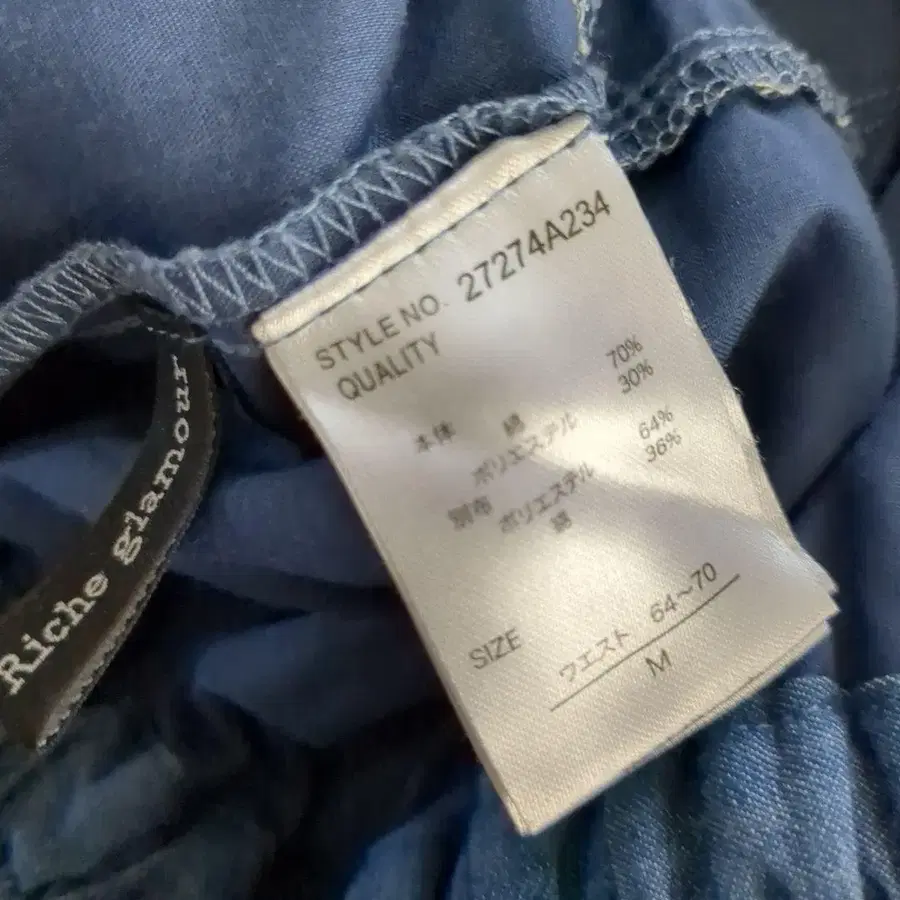 STYLE NO. 27274A234
QUALITY
本体 綿 70%
ポリエステル 30%
別布 ポリエステル 64%
綿 36%
SIZE ウエスト 64~70
M
Riche glamour